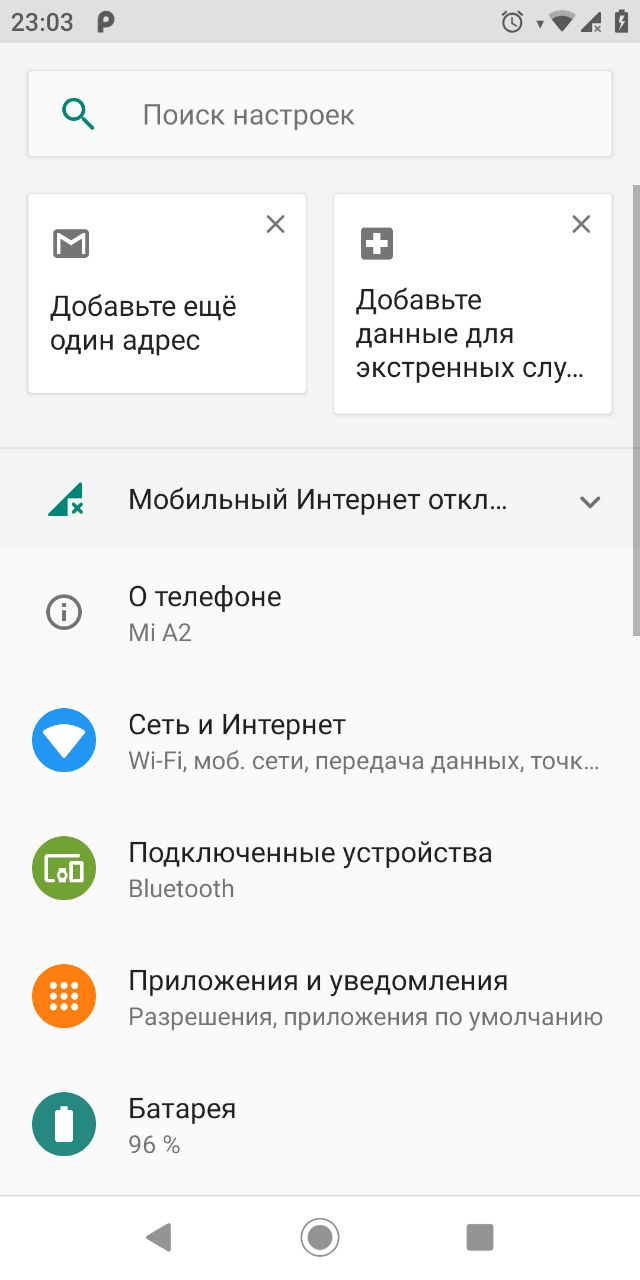 23:03
Поиск настроек
Добавьте ещё
один адрес
Добавьте
данные для
экстренных слу...
Мобильный Интернет откл...
О телефоне
Mi A2
Сеть и Интернет
Wi-Fi, моб. сети, передача данных, точк...
Подключенные устройства
Bluetooth
Приложения и уведомления
Разрешения, приложения по умолчанию
Батарея
96 %